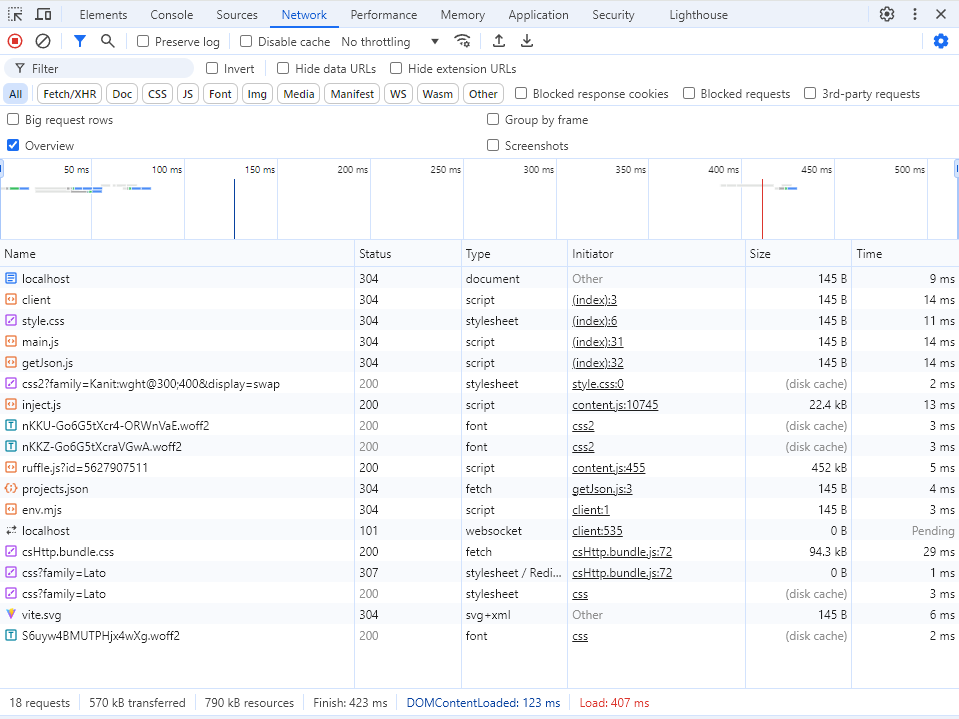 Elements Console Sources Network Performance Memory Application Security Lighthouse
Preserve log Disable cache No throttling
Filter Invert Hide data URLs Hide extension URLs
All Fetch/XHR Doc CSS JS Font Img Media Manifest WS Wasm Other Blocked response cookies Blocked requests 3rd-party requests
Big request rows Group by frame
Overview Screenshots
50 ms 100 ms 150 ms 200 ms 250 ms 300 ms 350 ms 400 ms 450 ms 500 ms
Name Status Type Initiator Size Time
localhost 304 document Other 145 B 9 ms
client 304 script (index):3 145 B 14 ms
style.css 304 stylesheet (index):6 145 B 11 ms
main.js 304 script (index):31 145 B 14 ms
getJson.js 304 script (index):32 145 B 14 ms
css2?family=Kanit:wght@300;400&display=swap 200 stylesheet style.css:0 (disk cache) 2 ms
inject.js 200 script content.js:10745 22.4 kB 13 ms
nKKU-Go6G5tXcr4-ORWnVaE.woff2 200 font css2 (disk cache) 3 ms
nKKZ-Go6G5tXcraVGwA.woff2 200 font css2 (disk cache) 3 ms
ruffle.js?id=5627907511 200 script content.js:455 452 kB 5 ms
projects.json 304 fetch getJson.js:3 145 B 4 ms
env.mjs 304 script client:1 145 B 3 ms
localhost 101 websocket client:535 0 B Pending
csHttp.bundle.css 200 fetch csHttp.bundle.js:72 94.3 kB 29 ms
css?family=Lato 307 stylesheet / Redi... csHttp.bundle.js:72 0 B 1 ms
css?family=Lato 200 stylesheet css (disk cache) 3 ms
vite.svg 304 svg+xml Other 145 B 6 ms
S6uyw4BMUTPHjx4wXg.woff2 200 font css (disk cache) 2 ms
18 requests 570 kB transferred 790 kB resources Finish: 423 ms DOMContentLoaded: 123 ms Load: 407 ms